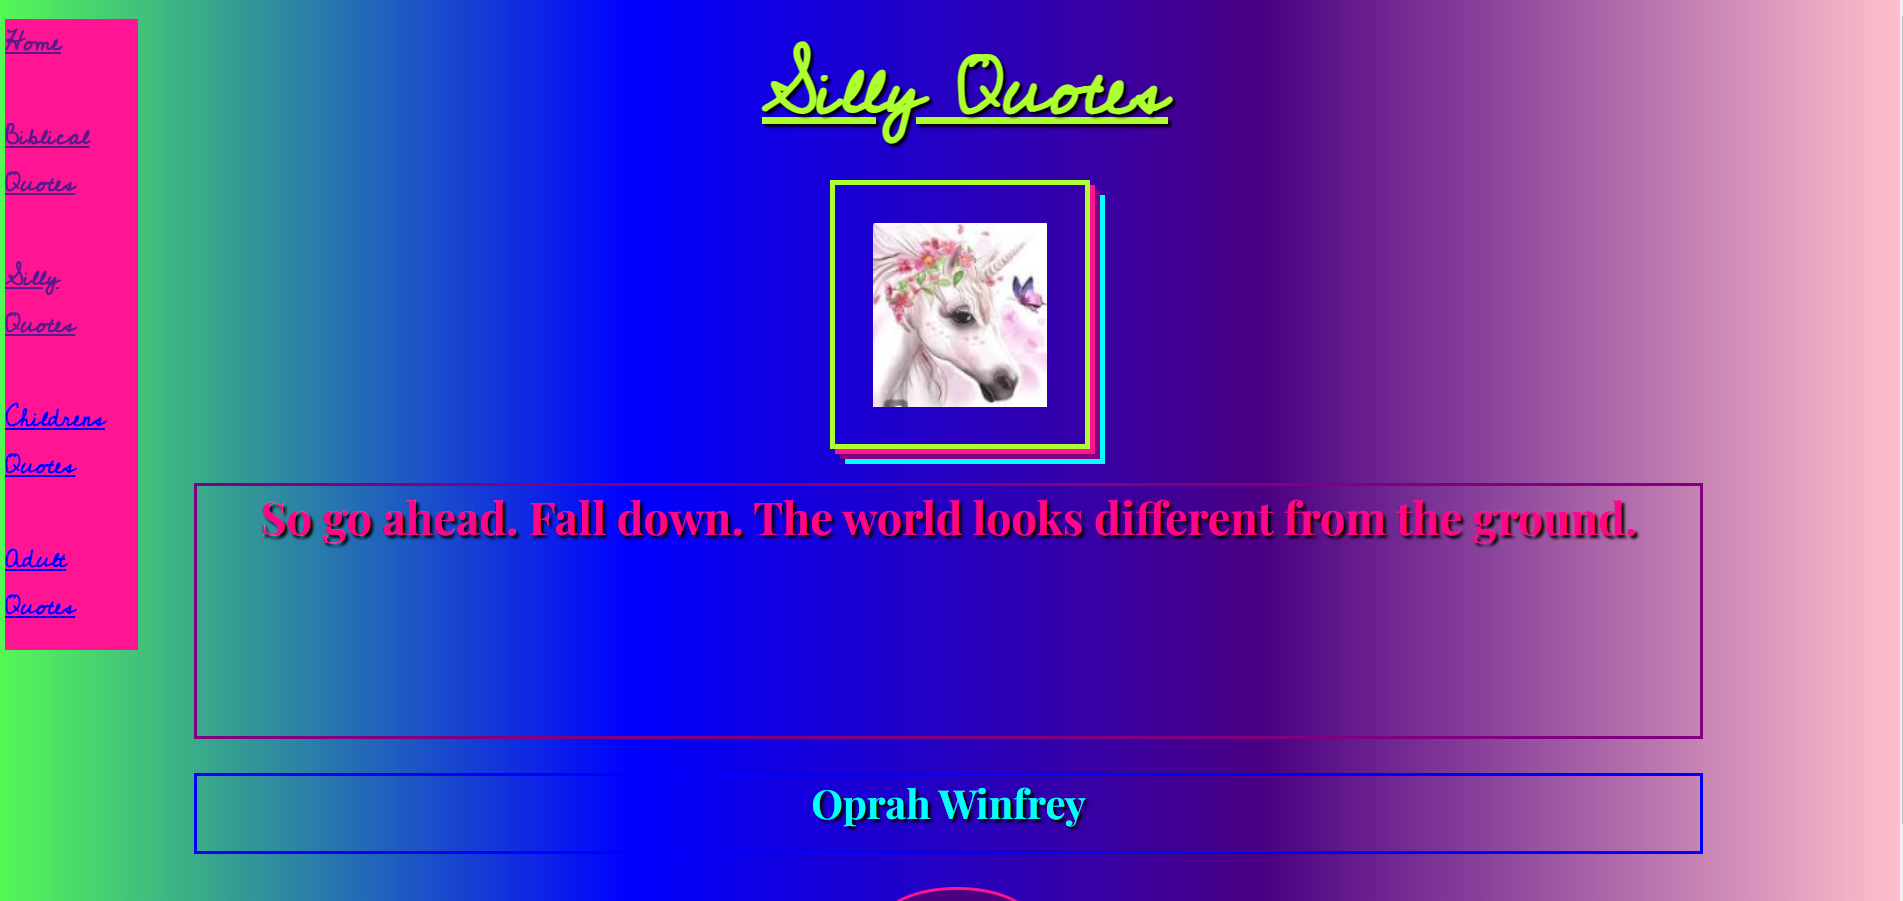 Home
Biblical
Quotes
Silly
Quotes
Childrens
Quotes
Adult
Quotes
Silly Quotes
So go ahead. Fall down. The world looks different from the ground.
Oprah Winfrey